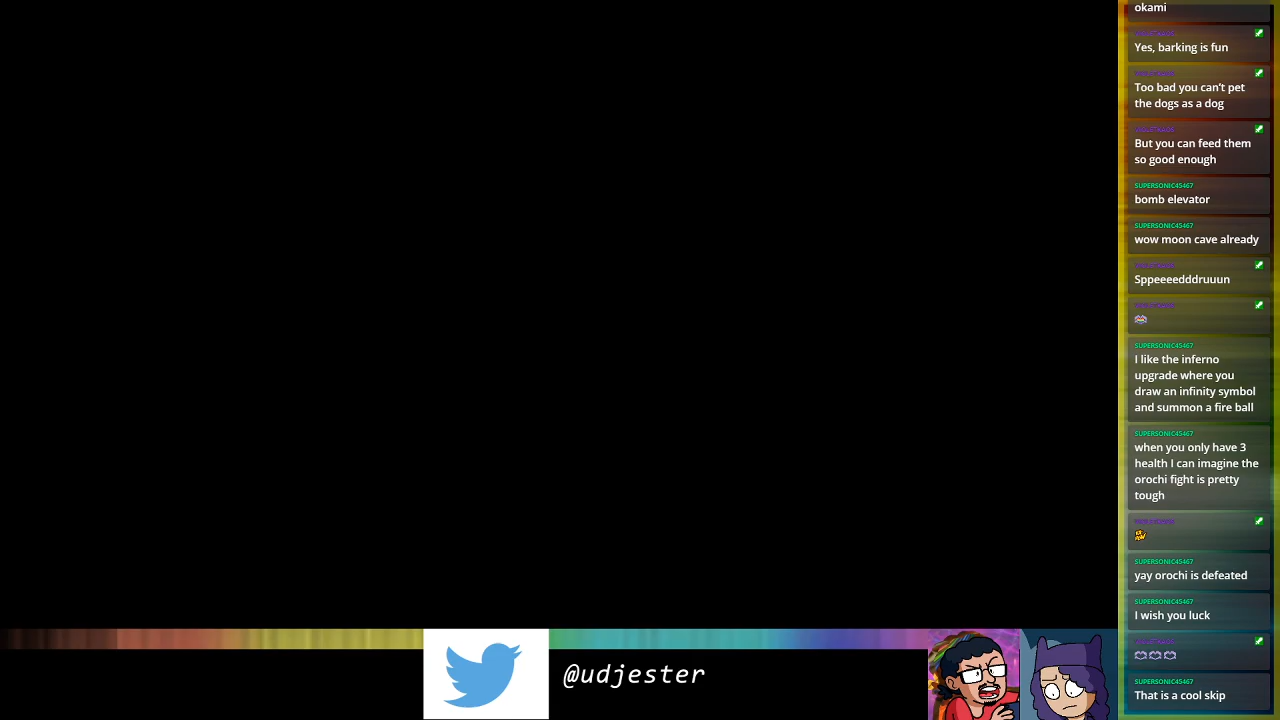 okami
Yes, barking is fun
Too bad you can't pet
the dogs as a dog
But you can feed them
so good enough
SUPERSONIC45467
bomb elevator
SUPERSONIC45467
wow moon cave already
Sppeeeedddruuun
SUPERSONIC45467
I like the inferno
upgrade where you
draw an infinity symbol
and summon a fire ball
SUPERSONIC45467
when you only have 3
health I can imagine the
orochi fight is pretty
tough
SUPERSONIC45467
yay orochi is defeated
SUPERSONIC45467
I wish you luck
SUPERSONIC45467
That is a cool skip
@udjester